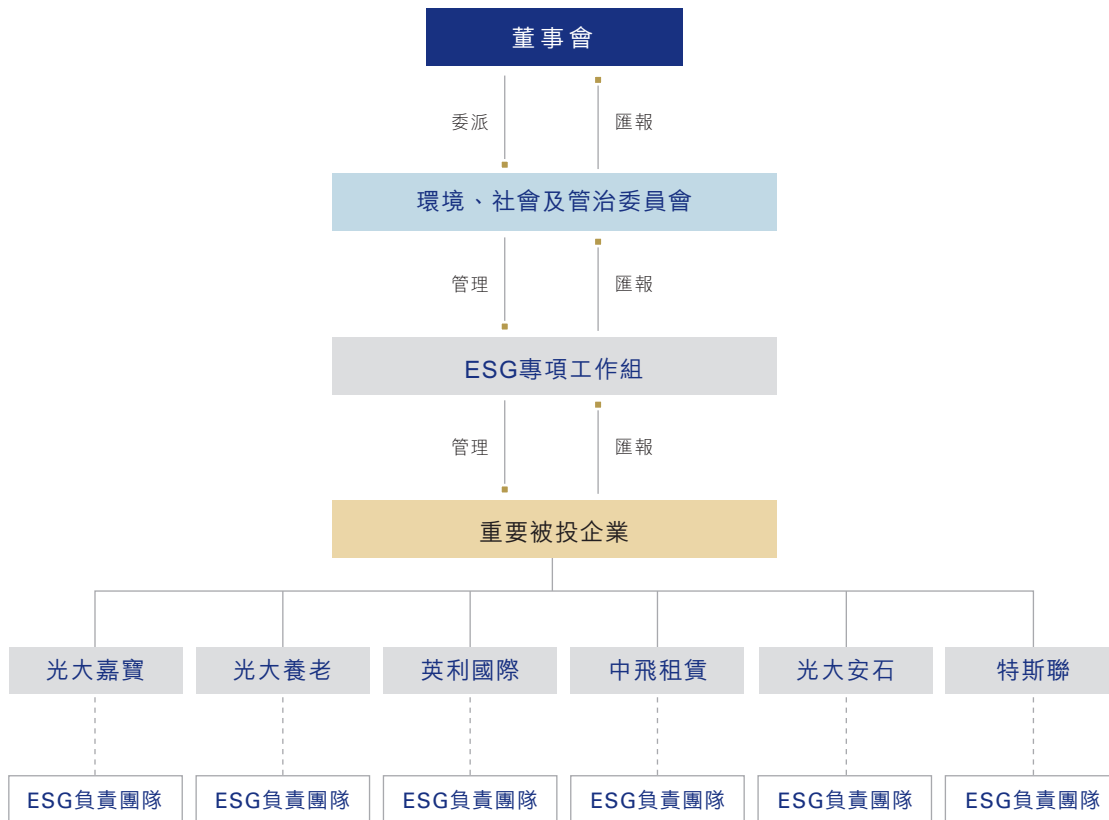 董事會
委派
匯報
環境、社會及管治委員會
管理
匯報
ESG專項工作組
管理
匯報
重要被投企業
光大嘉寶
光大養老
英利國際
中飛租賃
光大安石
特斯聯
ESG負責團隊
ESG負責團隊
ESG負責團隊
ESG負責團隊
ESG負責團隊
ESG負責團隊